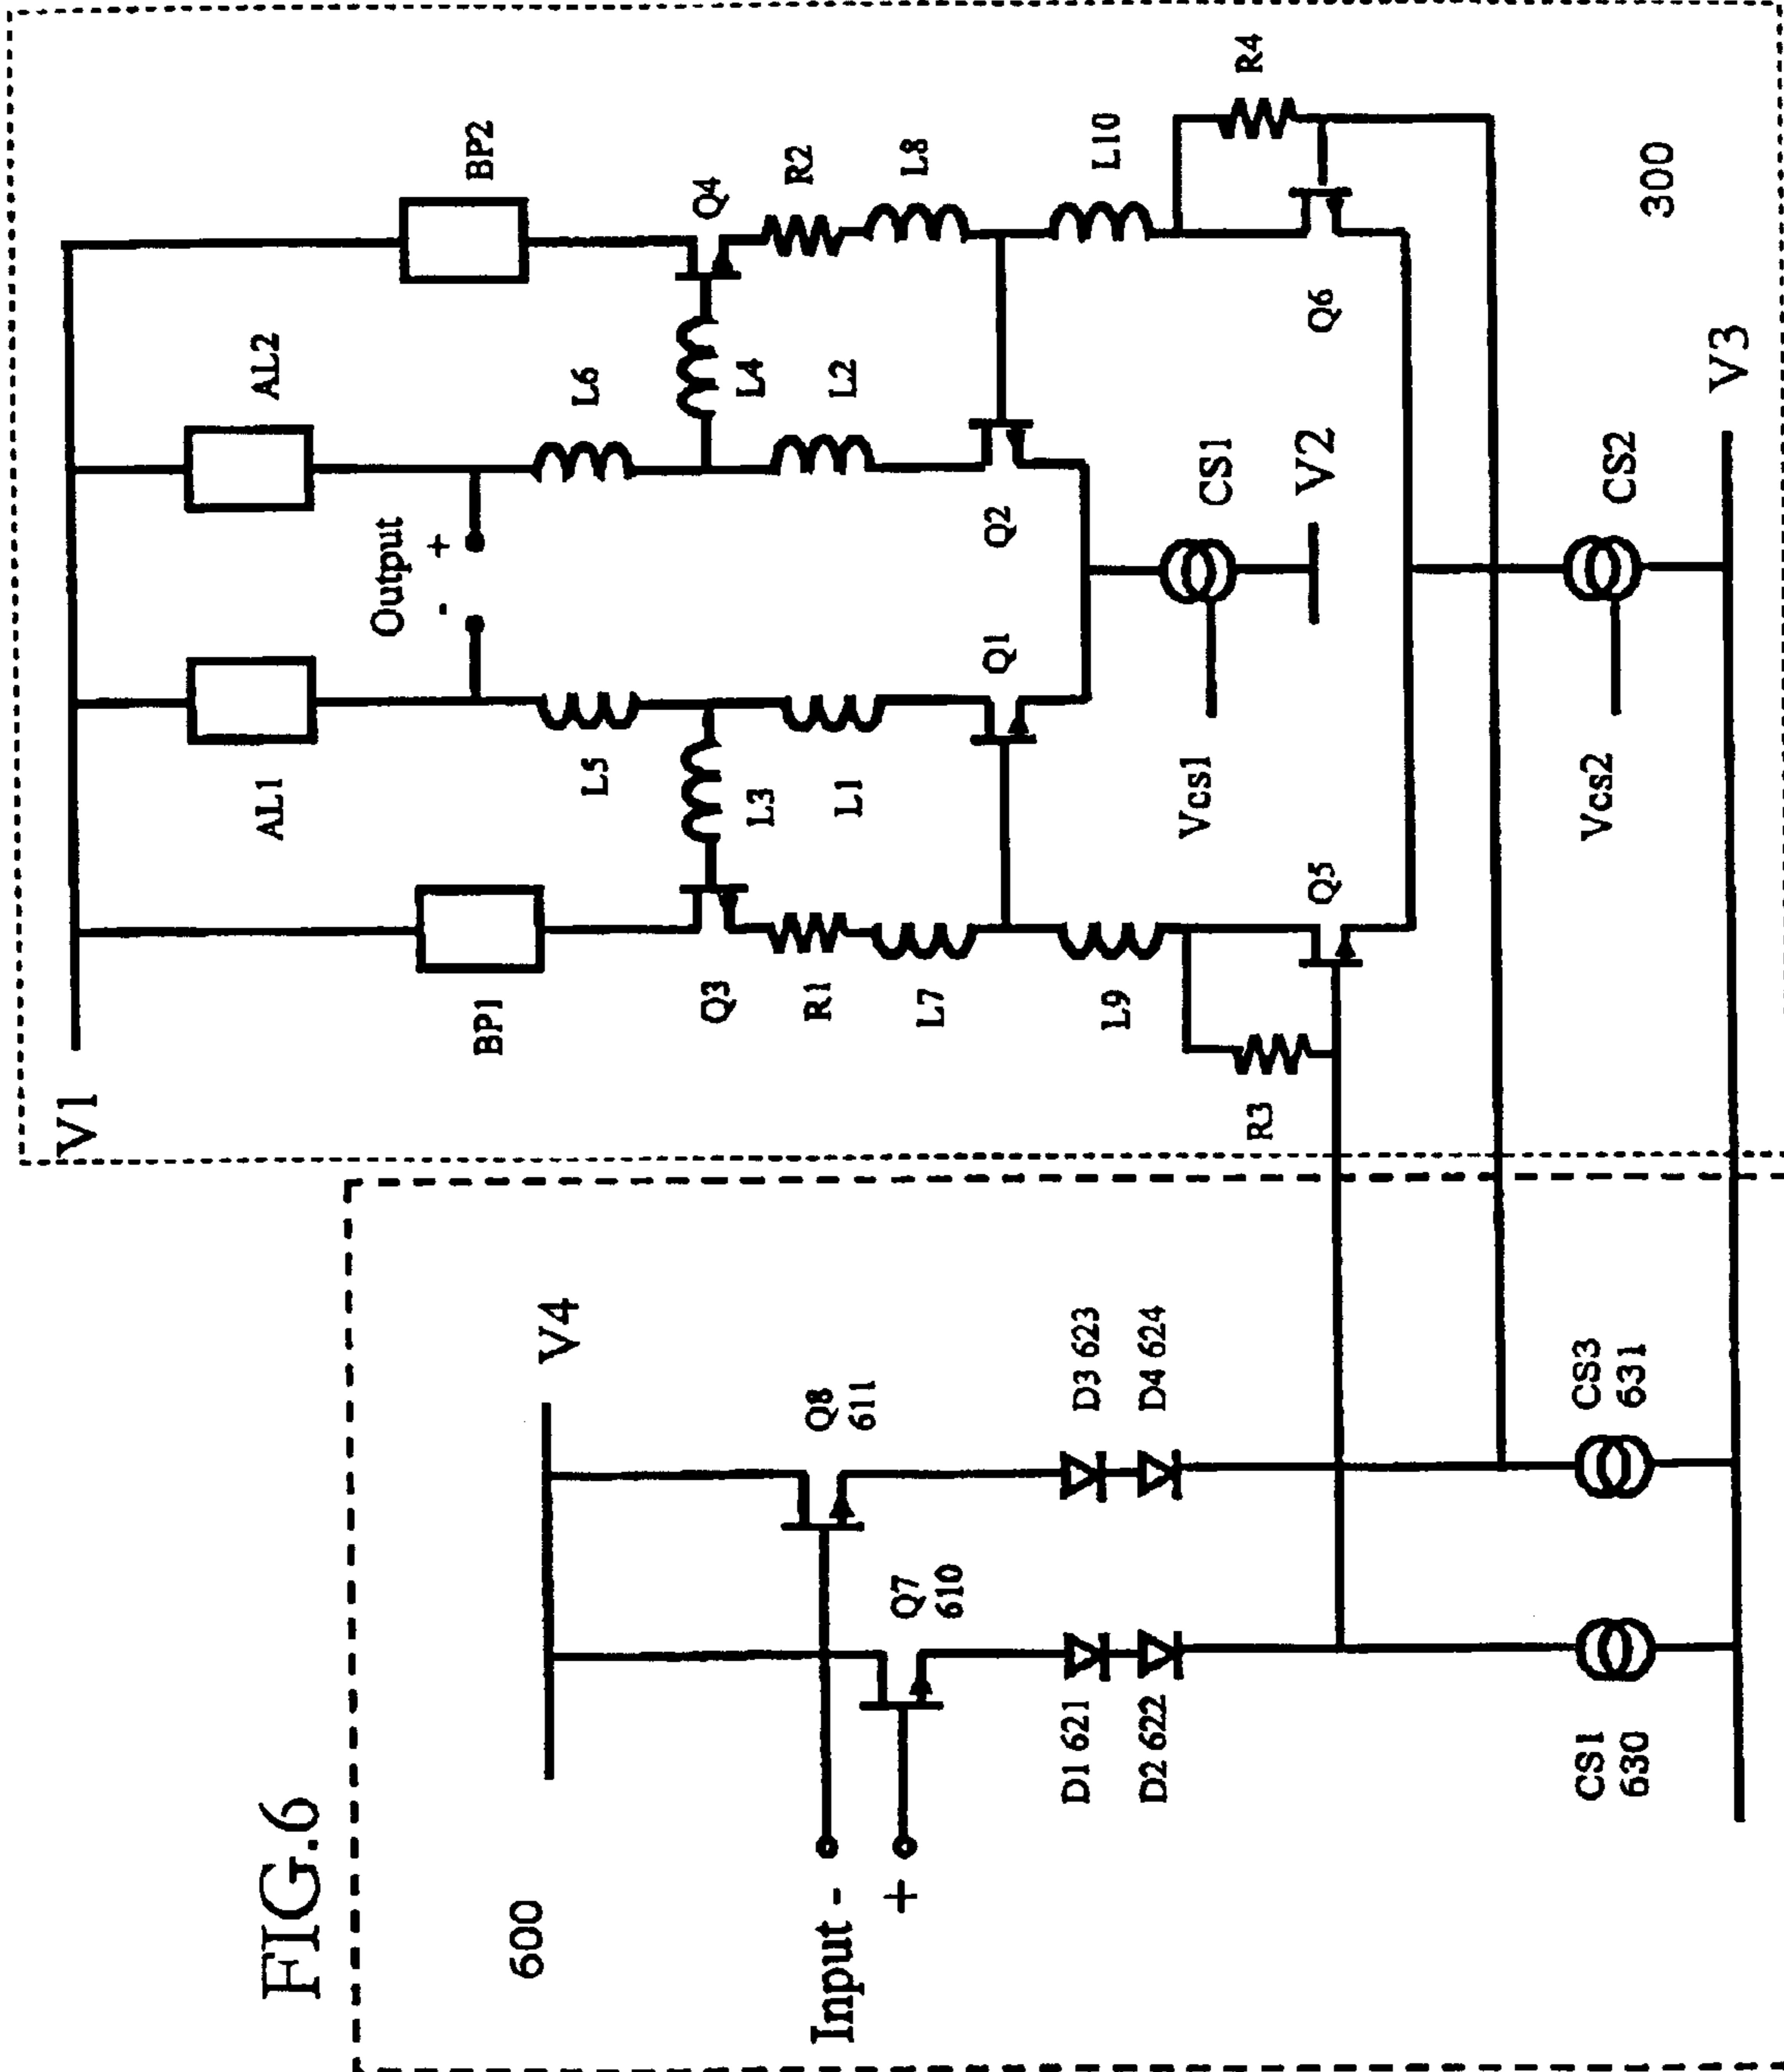 FIG.6
600
Input -
+
V4
Q8
611
Q7
610
D1 621
D2 622
D3 623
D4 624
CS1
630
CS3
631
V1
BP1
AL1
AL2
BP2
Output
- +
L5
L6
Q3
L3
L4
Q4
R1
L1
L2
R2
L7
Q1
Q2
L8
L9
L10
R3
R4
Vcs1
CS1
V2
Q5
Q6
Vcs2
CS2
V3
300